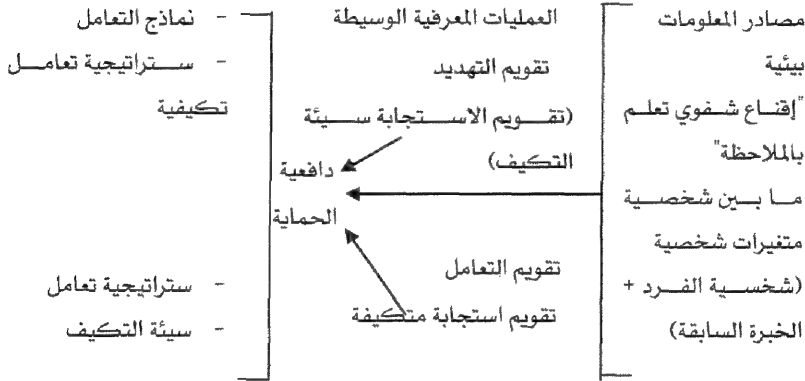 مصادر المعلومات
بيئية
"إقناع شفوي تعلم
بالملاحظة"
ما بين شخصية
متغيرات شخصية
(شخسية الفرد +
الخبرة السابقة)
العمليات المعرفية الوسيطة
تقويم التهديد
(تقويم الاستجابة سيئة
التكيف)
دافعية
الحماية
تقويم التعامل
تقويم استجابة متكيفة
- نماذج التعامل
- ستراتيجية تعامل
تكيفية
- ستراتيجية تعامل
- سيئة التكيف